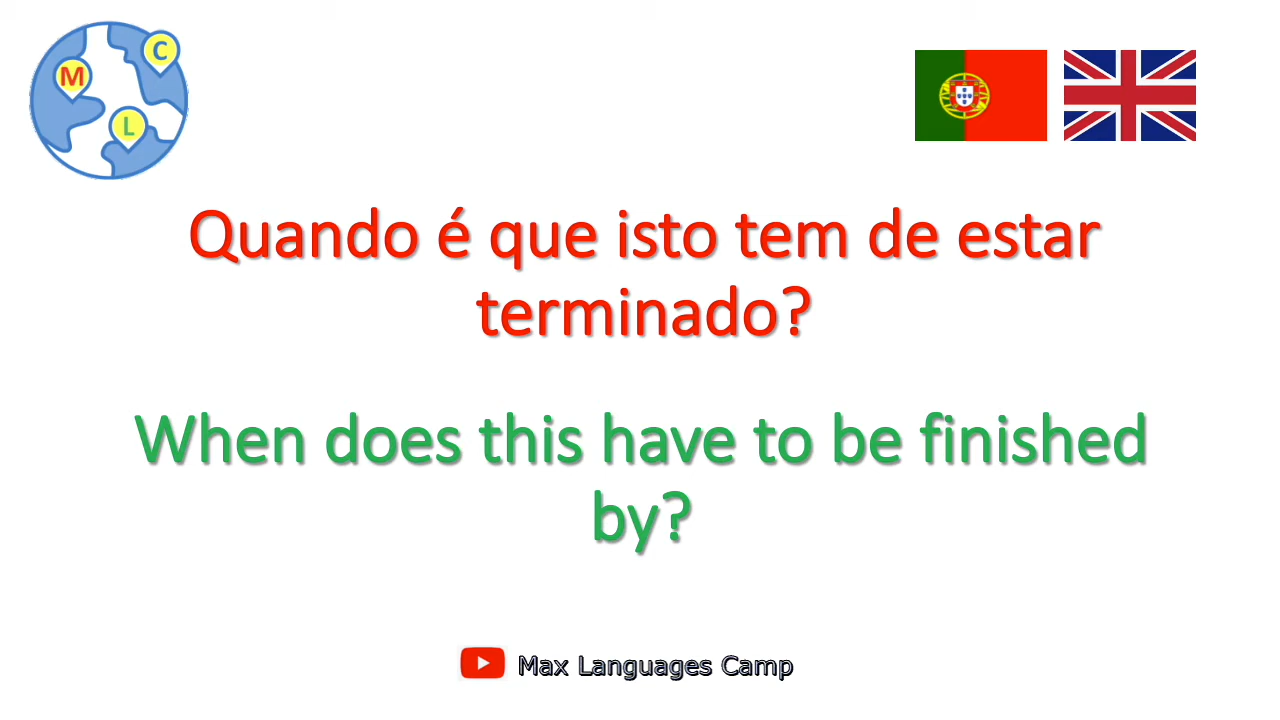 M
C
L
Quando é que isto tem de estar
terminado?
When does this have to be finished
by?
Max Languages Camp